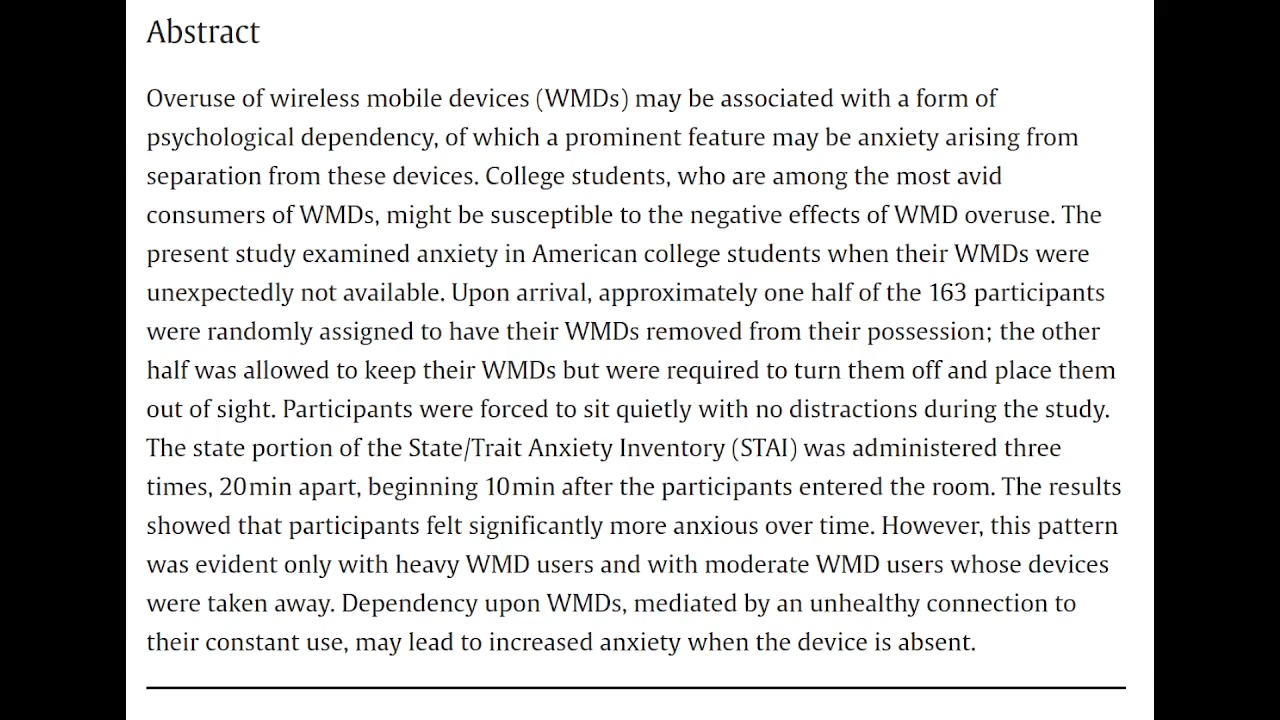 Abstract
Overuse of wireless mobile devices (WMDs) may be associated with a form of
psychological dependency, of which a prominent feature may be anxiety arising from
separation from these devices. College students, who are among the most avid
consumers of WMDs, might be susceptible to the negative effects of WMD overuse. The
present study examined anxiety in American college students when their WMDs were
unexpectedly not available. Upon arrival, approximately one half of the 163 participants
were randomly assigned to have their WMDs removed from their possession; the other
half was allowed to keep their WMDs but were required to turn them off and place them
out of sight. Participants were forced to sit quietly with no distractions during the study.
The state portion of the State/Trait Anxiety Inventory (STAI) was administered three
times, 20 min apart, beginning 10 min after the participants entered the room. The results
showed that participants felt significantly more anxious over time. However, this pattern
was evident only with heavy WMD users and with moderate WMD users whose devices
were taken away. Dependency upon WMDs, mediated by an unhealthy connection to
their constant use, may lead to increased anxiety when the device is absent.